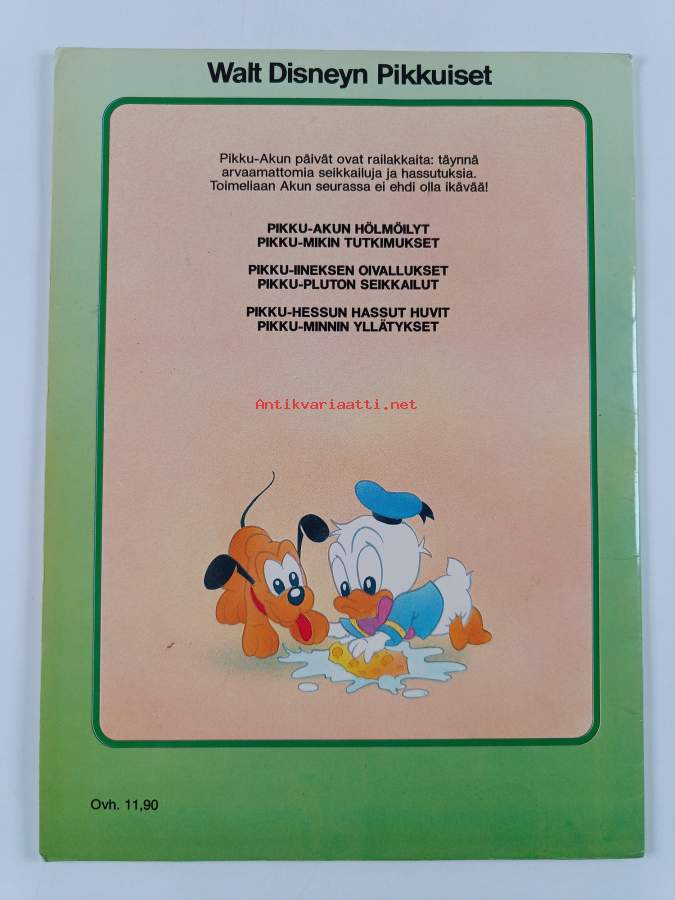 Walt Disneyn Pikkuiset
Pikku-Akun päivät ovat railakkaita: täynnä
arvaamattomia seikkailuja ja hassutuksia.
Toimeliaan Akun seurassa ei ehdi olla ikävää!
PIKKU-AKUN HÖLMÖILYT
PIKKU-MIKIN TUTKIMUKSET
PIKKU-IINEKSEN OIVALLUKSET
PIKKU-PLUTON SEIKKAILUT
PIKKU-HESSUN HASSUT HUVIT
PIKKU-MINNIN YLLÄTYKSET
Antikvariaatti.net
Ovh. 11,90